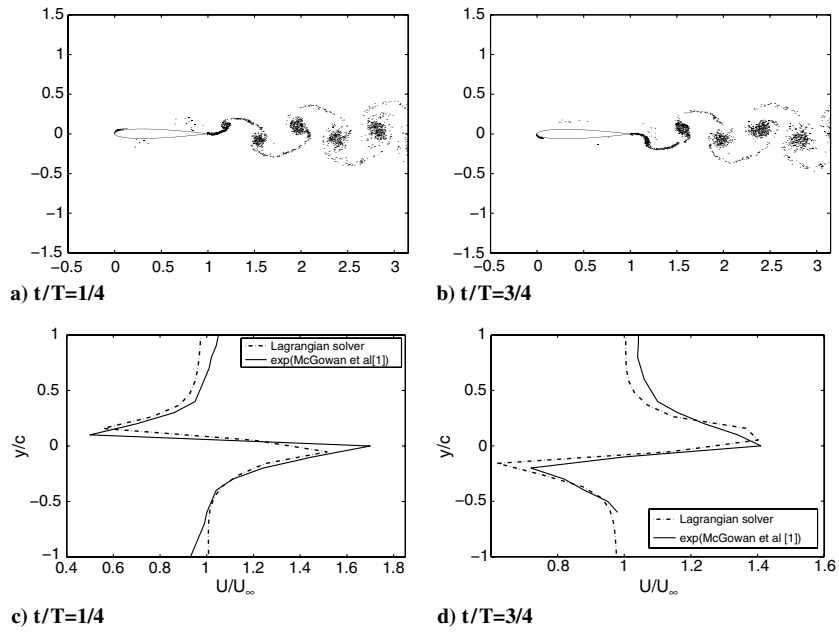 1.5
1
0.5
0
−0.5
−1
−1.5
−0.5 0 0.5 1 1.5 2 2.5 3
a) t/T=1/4
1.5
1
0.5
0
−0.5
−1
−1.5
−0.5 0 0.5 1 1.5 2 2.5 3
b) t/T=3/4
1
0.5
0
−0.5
−1
y/c
Lagrangian solver
exp(McGowan et al[1])
0.4 0.6 0.8 1 1.2 1.4 1.6 1.8
U/U∞
c) t/T=1/4
1
0.5
0
−0.5
−1
y/c
Lagrangian solver
exp(McGowan et al [1])
0.6 0.8 1 1.2 1.4 1.6
U/U∞
d) t/T=3/4